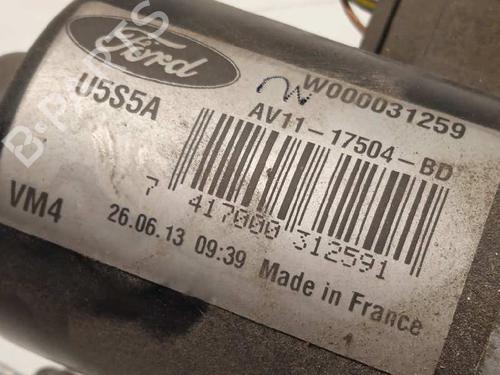 Ford
W000031259
U5S5A
AV11-17504-BD
7 417000 312591
VM4
26.06.13 09:39 Made in France
B-PARTS